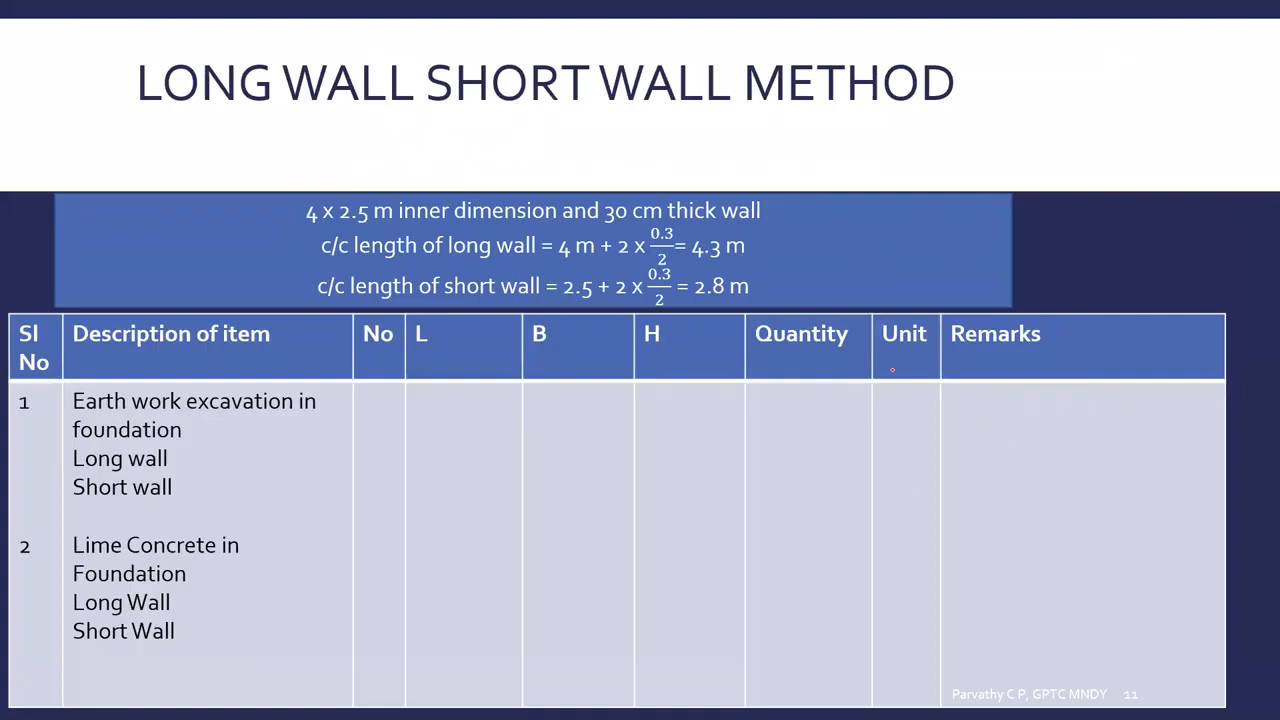 LONG WALL SHORT WALL METHOD
4 x 2.5 m inner dimension and 30 cm thick wall
c/c length of long wall = 4 m + 2 x 0.3/2 = 4.3 m
c/c length of short wall = 2.5 + 2 x 0.3/2 = 2.8 m
Sl No Description of item No L B H Quantity Unit Remarks
1 Earth work excavation in
foundation
Long wall
Short wall
2 Lime Concrete in
Foundation
Long Wall
Short Wall
Parvathy C P, GPTC MNDY 11